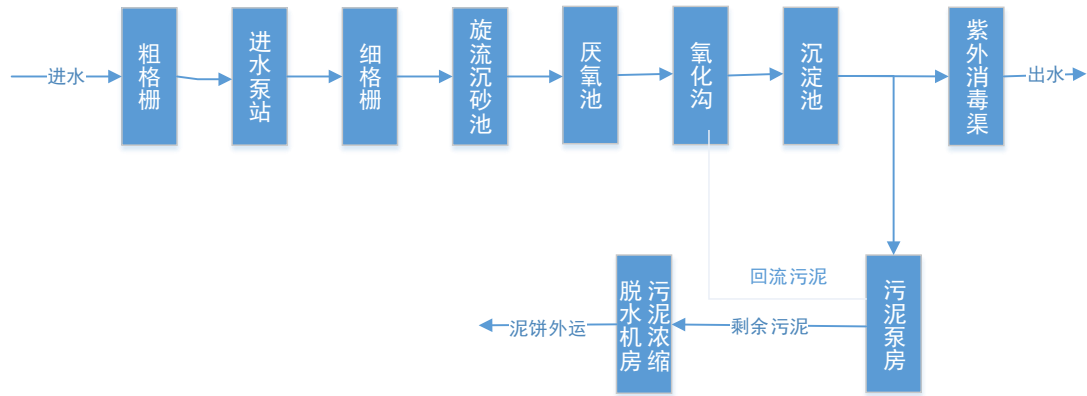 进水
粗格栅
进水泵站
细格栅
旋流沉砂池
厌氧池
氧化沟
沉淀池
紫外消毒渠
出水
回流污泥
泥饼外运
污泥浓缩
脱水机房
剩余污泥
污泥泵房